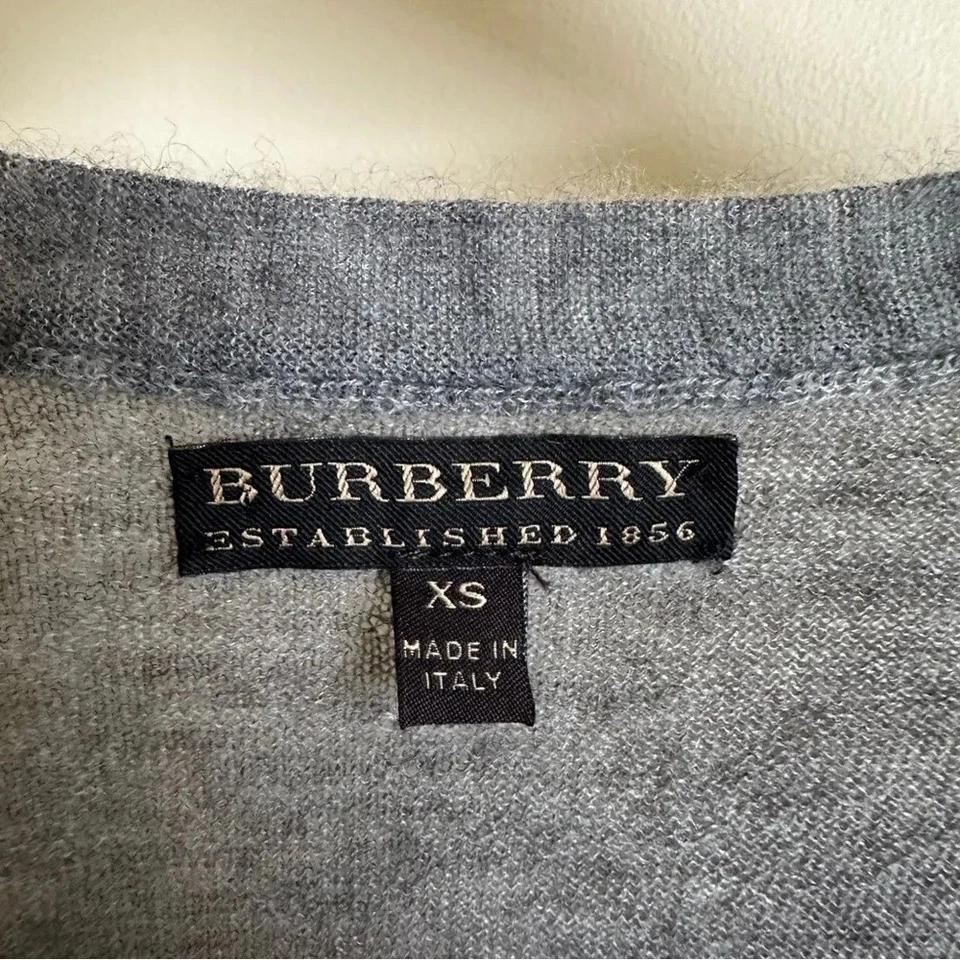 BURBERRY
ESTABLISHED 1856
XS
MADE IN
ITALY